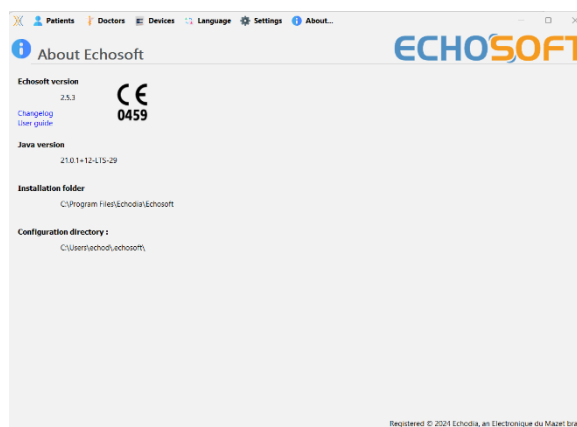 Patients Doctors Devices Language Settings About...
About Echosoft
ECHOSOFT
Echosoft version
2.5.3
Changelog
User guide
CE
0459
Java version
21.0.1+12-LTS-29
Installation folder
C:\Program Files\Echodia\Echosoft
Configuration directory :
C:\Users\echod\.echosoft\
Registered © 2024 Echodia, an Electronique du Mazet bra